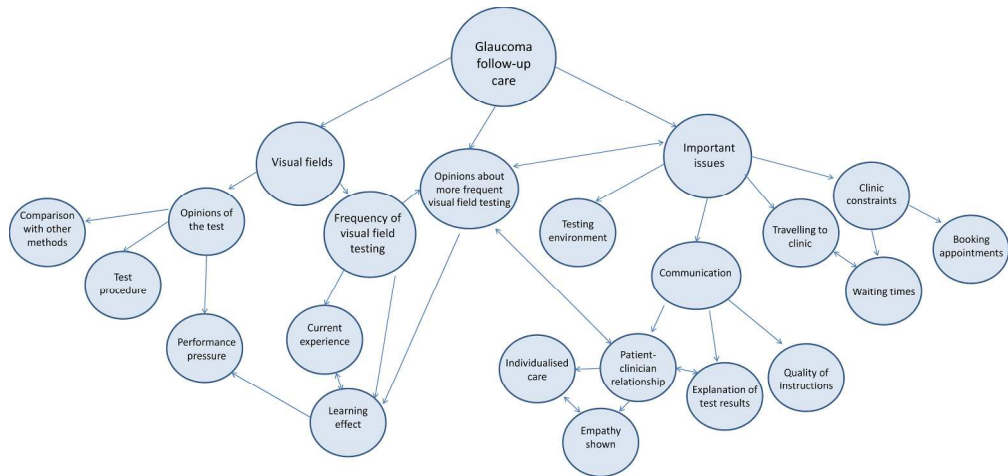 Glaucoma
follow-up
care
Visual fields
Opinions about
more frequent
visual field testing
Important
issues
Comparison
with other
methods
Opinions of
the test
Frequency of
visual field
testing
Testing
environment
Clinic
constraints
Travelling to
clinic
Booking
appointments
Test
procedure
Communication
Waiting times
Performance
pressure
Current
experience
Individualised
care
Patient-
clinician
relationship
Explanation of
test results
Quality of
instructions
Learning
effect
Empathy
shown